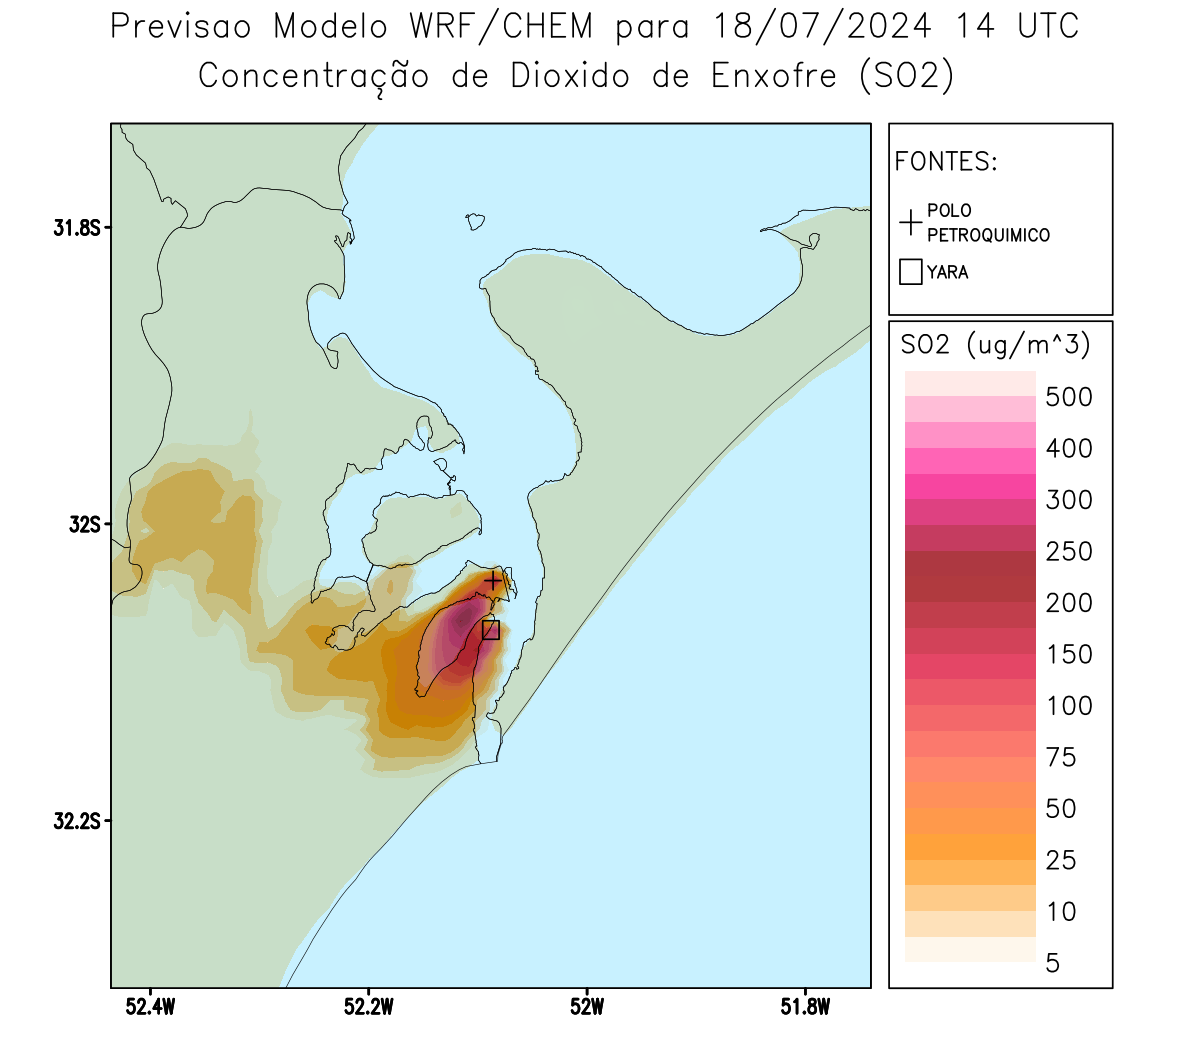 Previsao Modelo WRF/CHEM para 18/07/2024 14 UTC
Concentração de Dioxido de Enxofre (SO2)
FONTES:
POLO
PETROQUIMICO
YARA
31.8S
32S
32.2S
52.4W
52.2W
52W
51.8W
SO2 (ug/m^3)
500
400
300
250
200
150
100
75
50
25
10
5